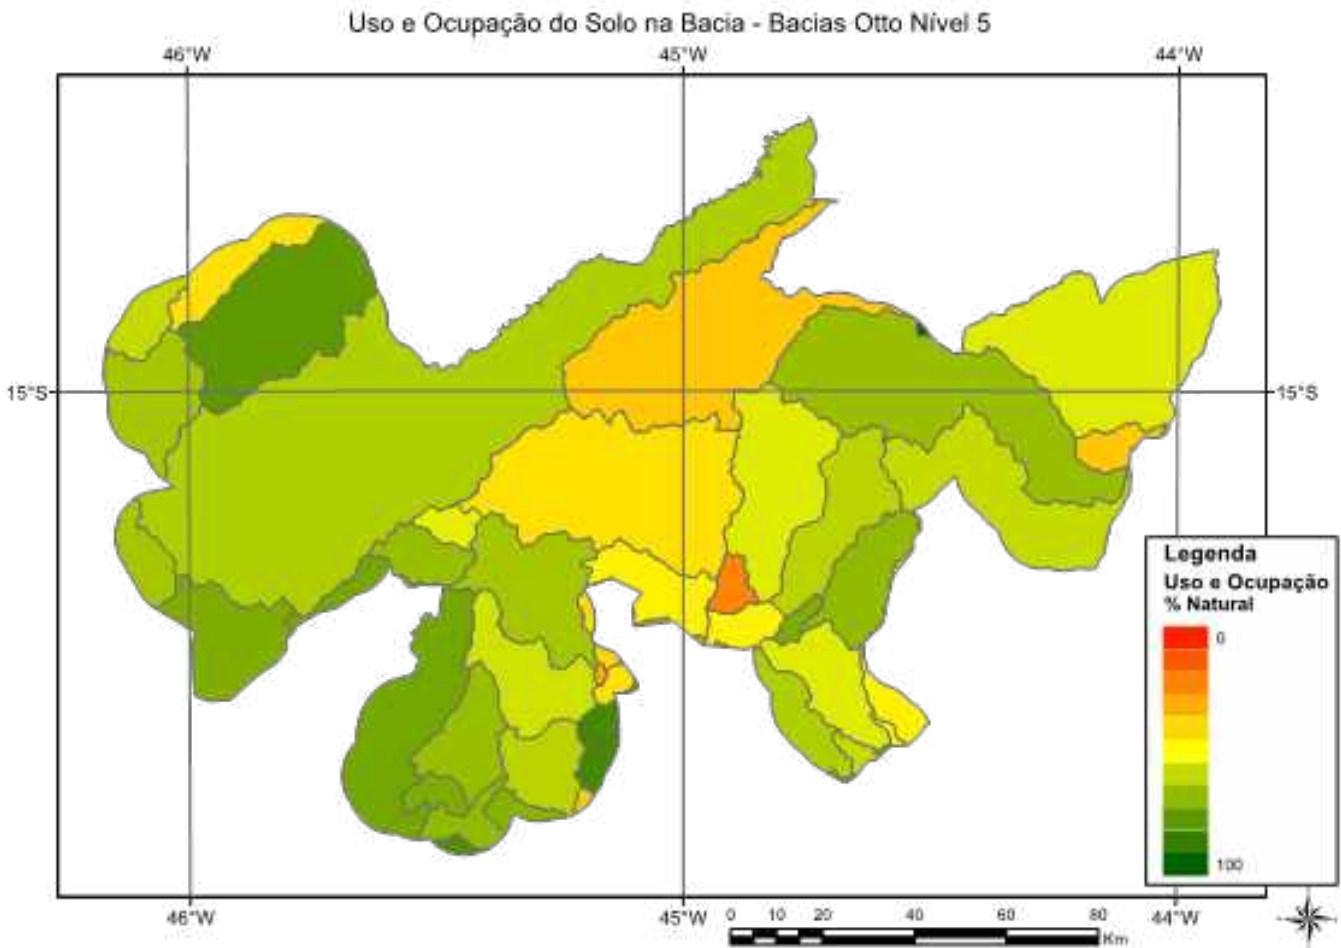 Uso e Ocupação do Solo na Bacia - Bacias Otto Nível 5
46°W
45°W
44°W
15°S
15°S
Legenda
Uso e Ocupação
% Natural
0
100
46°W
45°W
44°W
0 10 20 40 60 80
Km